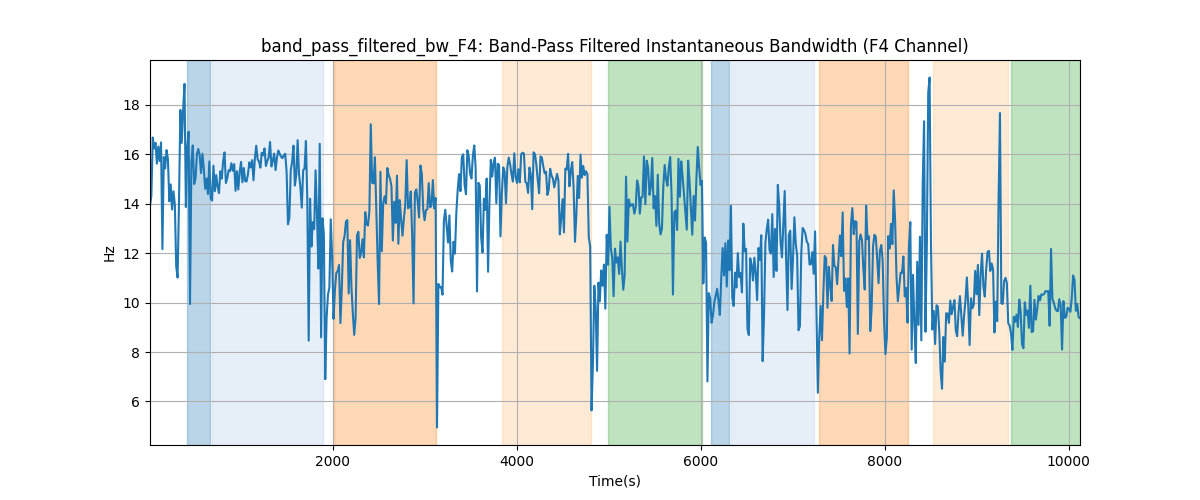 band_pass_filtered_bw_F4: Band-Pass Filtered Instantaneous Bandwidth (F4 Channel)
18
16
14
12
10
8
6
Hz
2000 4000 6000 8000 10000
Time(s)